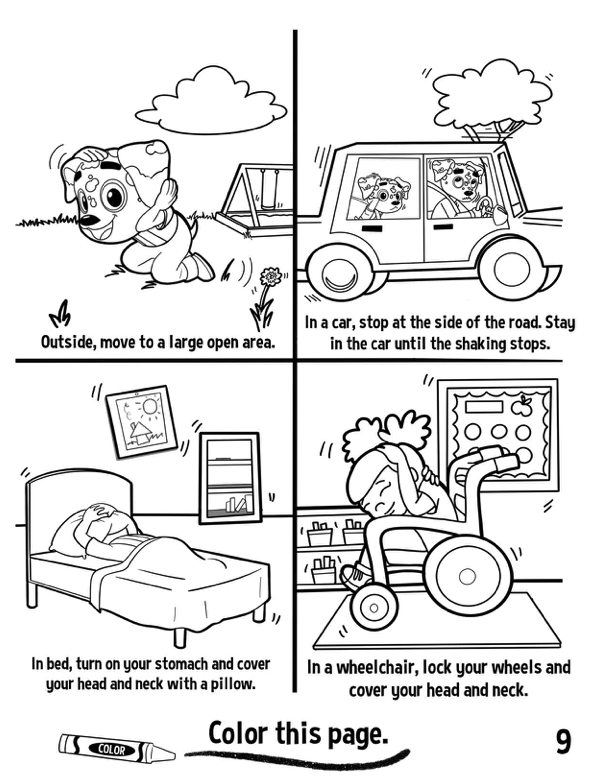 Outside, move to a large open area.
In a car, stop at the side of the road. Stay
in the car until the shaking stops.
In bed, turn on your stomach and cover
your head and neck with a pillow.
In a wheelchair, lock your wheels and
cover your head and neck.
COLOR
Color this page.
9